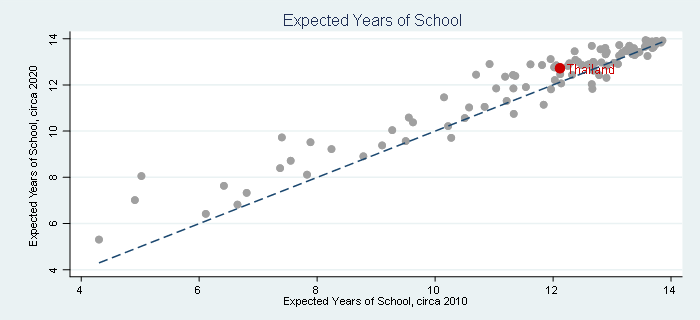 Expected Years of School
Expected Years of School, circa 2020
14
12
10
8
6
4
Thailand
4 6 8 10 12 14
Expected Years of School, circa 2010